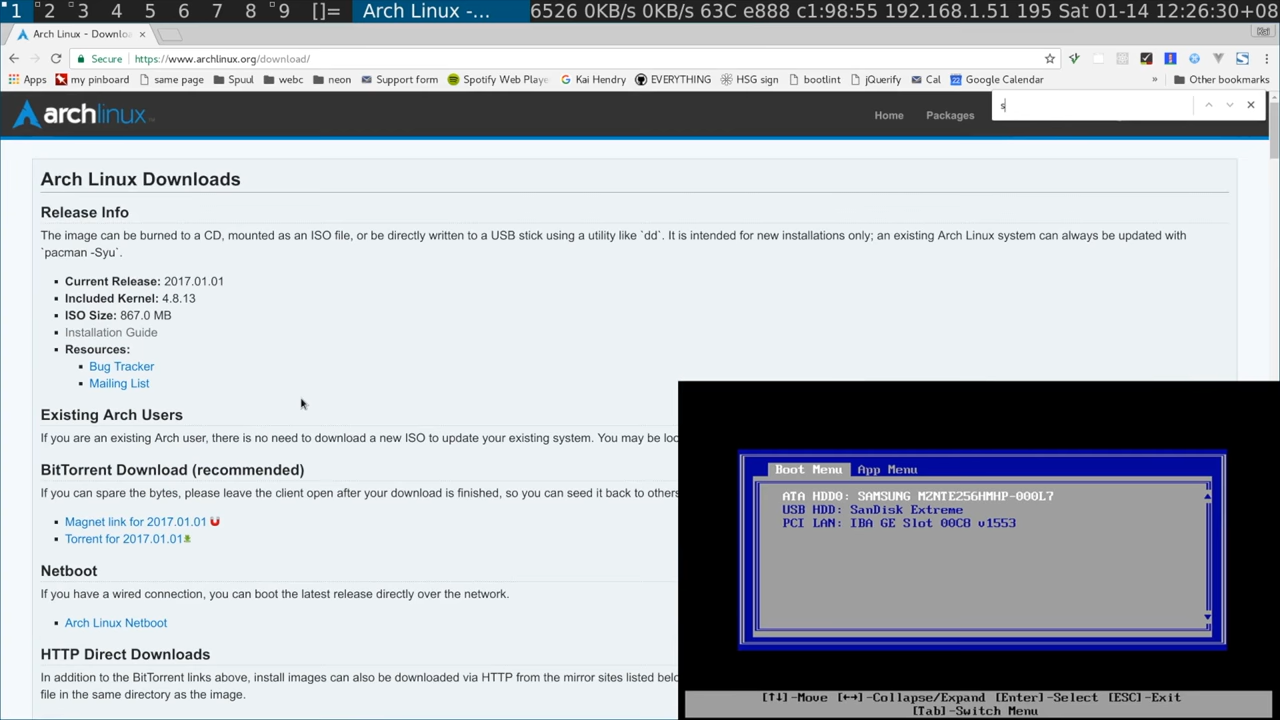 1 2 3 4 5 6 7 8 9 []= Arch Linux -... 6526 0KB/s 0KB/s 63C e888 c1:98:55 192.168.1.51 195 Sat 01-14 12:26:30+08
Arch Linux - Downloa × Kai
Secure https://www.archlinux.org/download/
Apps my pinboard same page Spuul webc neon Support form Spotify Web Playe Kai Hendry EVERYTHING HSG sign bootlint jQuerify Cal 22 Google Calendar » Other bookmarks
s
archlinux Home Packages
Arch Linux Downloads
Release Info
The image can be burned to a CD, mounted as an ISO file, or be directly written to a USB stick using a utility like `dd`. It is intended for new installations only; an existing Arch Linux system can always be updated with
`pacman -Syu`.
Current Release: 2017.01.01
Included Kernel: 4.8.13
ISO Size: 867.0 MB
Installation Guide
Resources:
Bug Tracker
Mailing List
Existing Arch Users
If you are an existing Arch user, there is no need to download a new ISO to update your existing system. You may be loo
BitTorrent Download (recommended)
If you can spare the bytes, please leave the client open after your download is finished, so you can seed it back to others
Magnet link for 2017.01.01
Torrent for 2017.01.01
Netboot
If you have a wired connection, you can boot the latest release directly over the network.
Arch Linux Netboot
HTTP Direct Downloads
In addition to the BitTorrent links above, install images can also be downloaded via HTTP from the mirror sites listed belo
file in the same directory as the image.
Boot Menu App Menu
ATA HDD0: SAMSUNG MZNTE256HMHP-000L7
USB HDD: SanDisk Extreme
PCI LAN: IBA GE Slot 00C8 v1553
[↑↓]-Move [←→]-Collapse/Expand [Enter]-Select [ESC]-Exit
[Tab]-Switch Menu